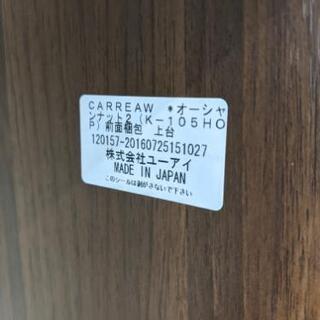 CARREAW *オーシャ
ンナット2(K-105HO
P)前面梱包 上台
120157-20160725151027
株式会社ユーアイ
MADE IN JAPAN
このシールは剥がさないで下さい